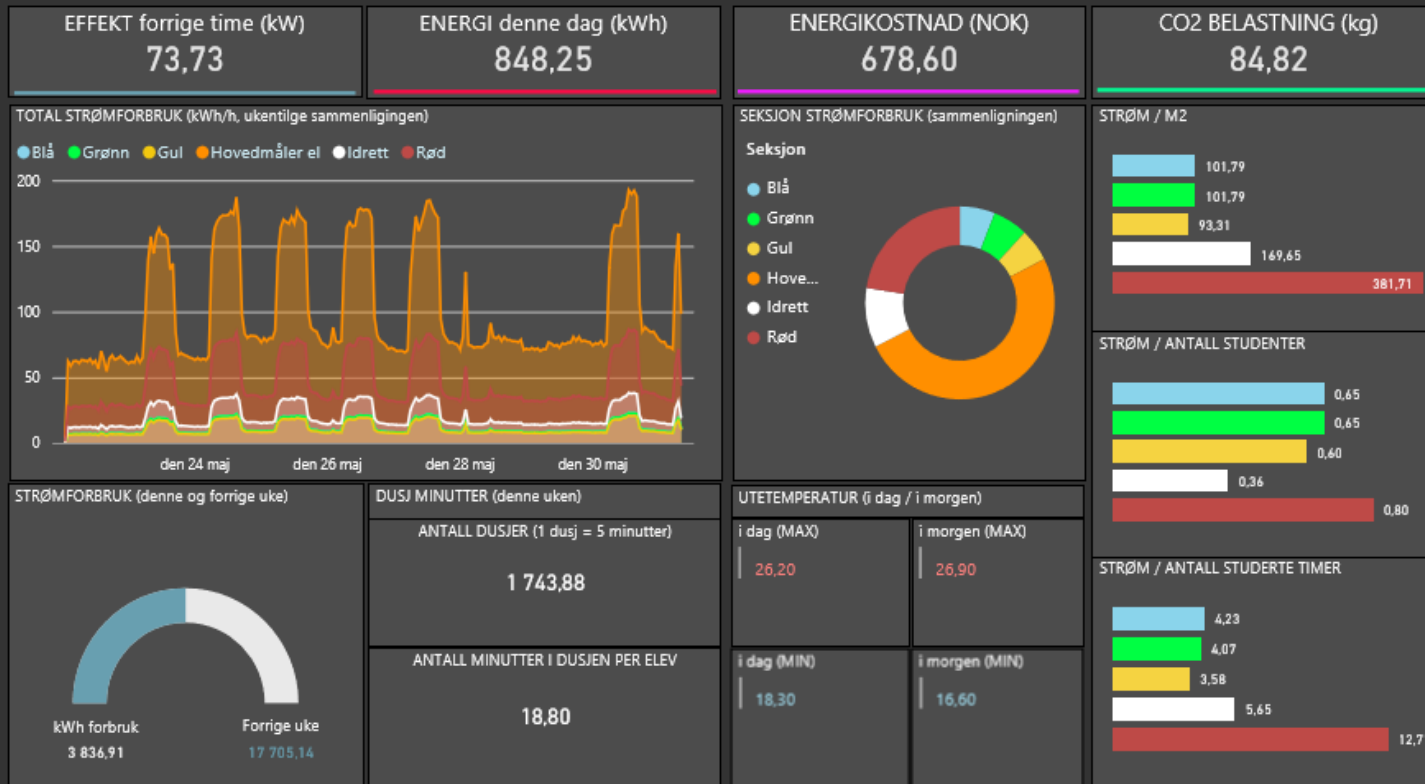 EFFEKT forrige time (kW)
73,73
ENERGI denne dag (kWh)
848,25
ENERGIKOSTNAD (NOK)
678,60
CO2 BELASTNING (kg)
84,82
TOTAL STRØMFORBRUK (kWh/h, ukentilge sammenligingen)
Blå Grønn Gul Hovedmåler el Idrett Rød
200
150
100
50
0
den 24 maj den 26 maj den 28 maj den 30 maj
SEKSJON STRØMFORBRUK (sammenligningen)
Seksjon
Blå
Grønn
Gul
Hove...
Idrett
Rød
STRØM / M2
101,79
101,79
93,31
169,65
381,71
STRØM / ANTALL STUDENTER
0,65
0,65
0,60
0,36
0,80
STRØM / ANTALL STUDERTE TIMER
4,23
4,07
3,58
5,65
12,7
STRØMFORBRUK (denne og forrige uke)
kWh forbruk
3 836,91
Forrige uke
17 705,14
DUSJ MINUTTER (denne uken)
ANTALL DUSJER (1 dusj = 5 minutter)
1 743,88
ANTALL MINUTTER I DUSJEN PER ELEV
18,80
UTETEMPERATUR (i dag / i morgen)
i dag (MAX)
26,20
i morgen (MAX)
26,90
i dag (MIN)
18,30
i morgen (MIN)
16,60